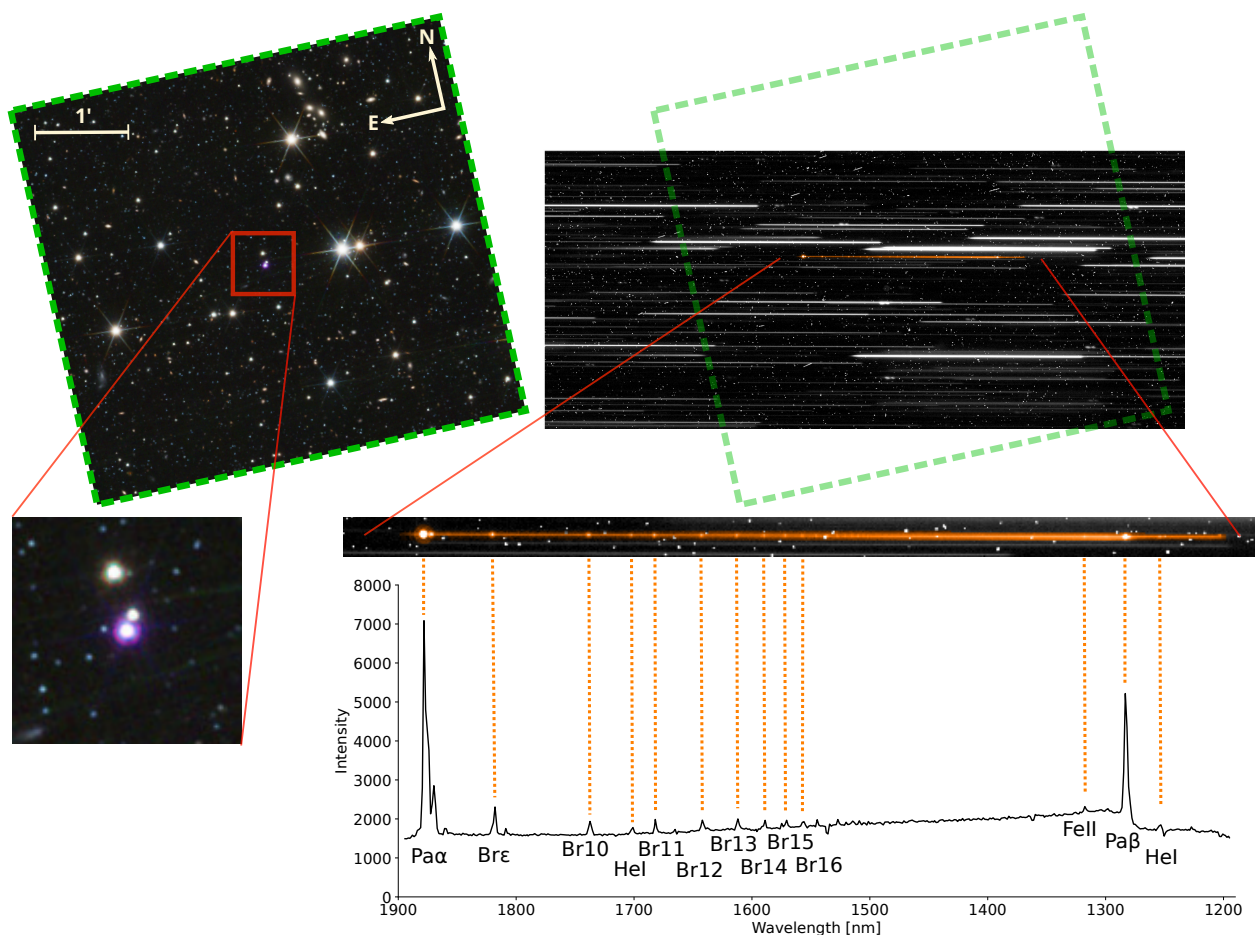 N
1'
E
8000
7000
6000
5000
4000
3000
2000
1000
0
Intensity
Paα
Brε
Br10
HeI
Br11
Br12
Br13
Br14
Br15
Br16
FeII
Paβ
HeI
1900 1800 1700 1600 1500 1400 1300 1200
Wavelength [nm]